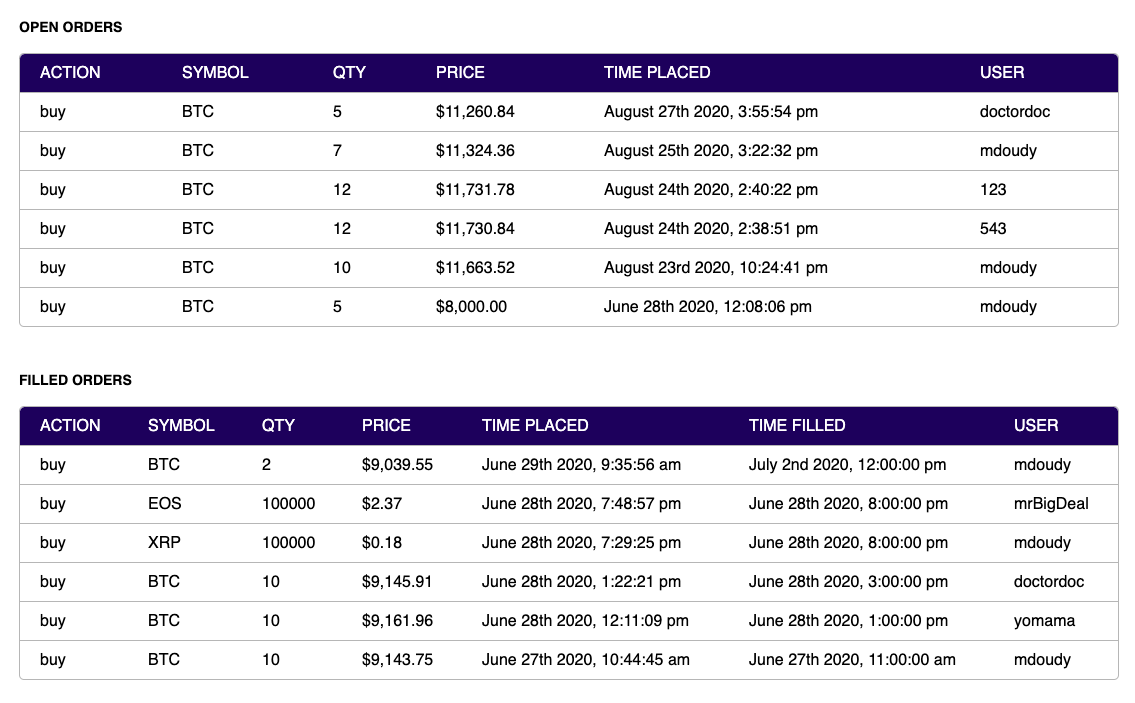 OPEN ORDERS
ACTION SYMBOL QTY PRICE TIME PLACED USER
buy BTC 5 $11,260.84 August 27th 2020, 3:55:54 pm doctordoc
buy BTC 7 $11,324.36 August 25th 2020, 3:22:32 pm mdoudy
buy BTC 12 $11,731.78 August 24th 2020, 2:40:22 pm 123
buy BTC 12 $11,730.84 August 24th 2020, 2:38:51 pm 543
buy BTC 10 $11,663.52 August 23rd 2020, 10:24:41 pm mdoudy
buy BTC 5 $8,000.00 June 28th 2020, 12:08:06 pm mdoudy
FILLED ORDERS
ACTION SYMBOL QTY PRICE TIME PLACED TIME FILLED USER
buy BTC 2 $9,039.55 June 29th 2020, 9:35:56 am July 2nd 2020, 12:00:00 pm mdoudy
buy EOS 100000 $2.37 June 28th 2020, 7:48:57 pm June 28th 2020, 8:00:00 pm mrBigDeal
buy XRP 100000 $0.18 June 28th 2020, 7:29:25 pm June 28th 2020, 8:00:00 pm mdoudy
buy BTC 10 $9,145.91 June 28th 2020, 1:22:21 pm June 28th 2020, 3:00:00 pm doctordoc
buy BTC 10 $9,161.96 June 28th 2020, 12:11:09 pm June 28th 2020, 1:00:00 pm yomama
buy BTC 10 $9,143.75 June 27th 2020, 10:44:45 am June 27th 2020, 11:00:00 am mdoudy